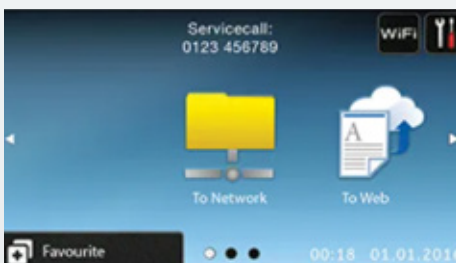 Servicecall:
0123 456789
WiFi
A
To Network
To Web
Favourite
00:18 01.01.2016